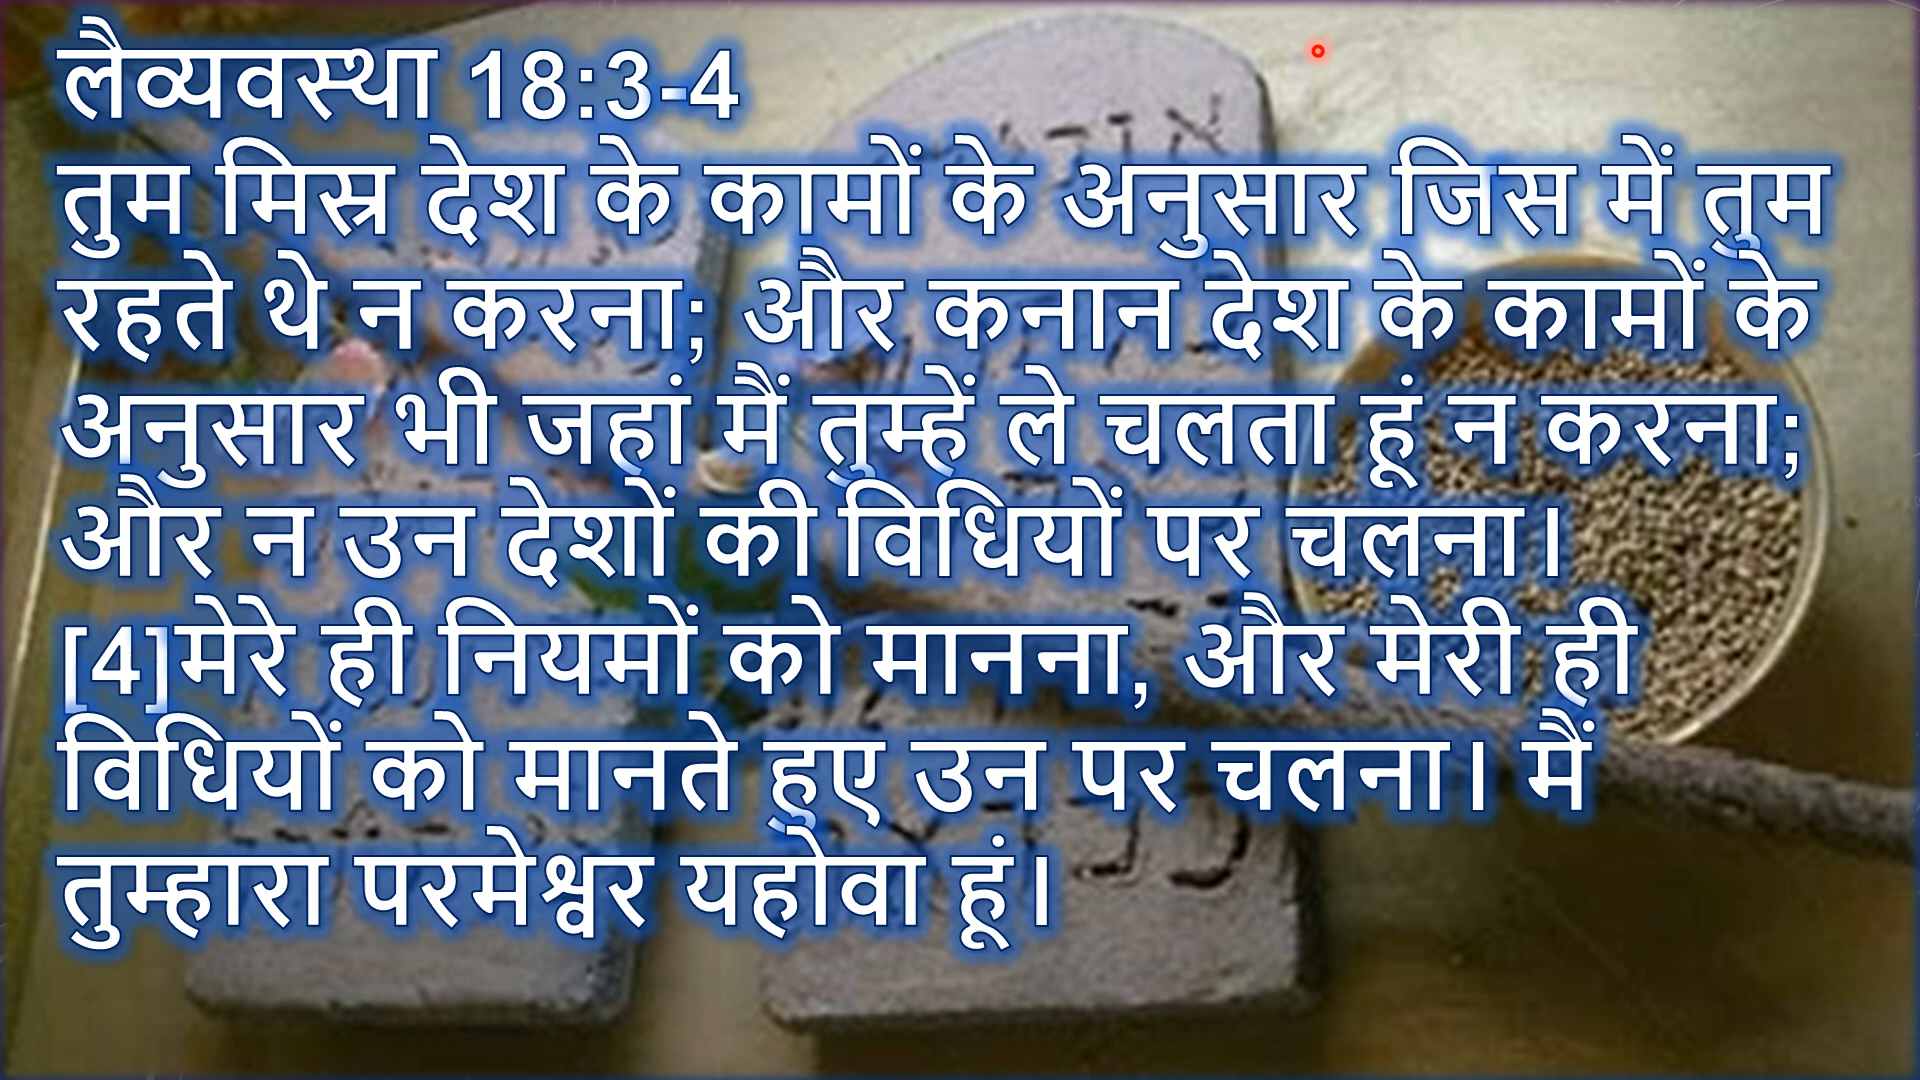 लैव्यवस्था 18:3-4
तुम मिस्र देश के कामों के अनुसार जिस में तुम
रहते थे न करना; और कनान देश के कामों के
अनुसार भी जहां मैं तुम्हें ले चलता हूं न करना;
और न उन देशों की विधियों पर चलना।
[4]मेरे ही नियमों को मानना, और मेरी ही
विधियों को मानते हुए उन पर चलना। मैं
तुम्हारा परमेश्वर यहोवा हूं।